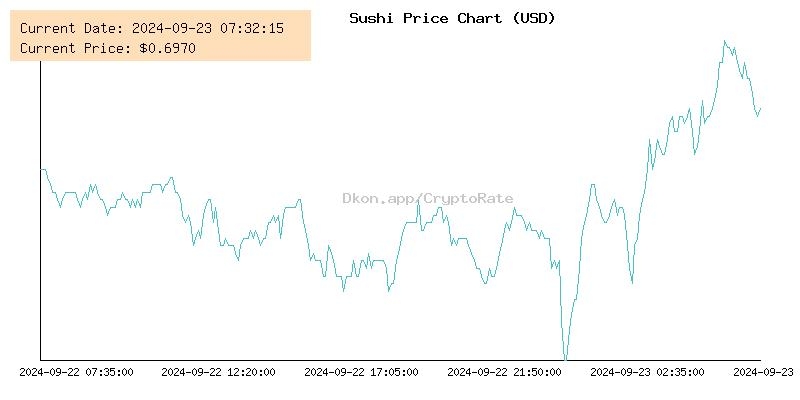 Sushi Price Chart (USD)
Current Date: 2024-09-23 07:32:15
Current Price: $0.6970
Dkon.app/CryptoRate
2024-09-22 07:35:00 2024-09-22 12:20:00 2024-09-22 17:05:00 2024-09-22 21:50:00 2024-09-23 02:35:00 2024-09-23